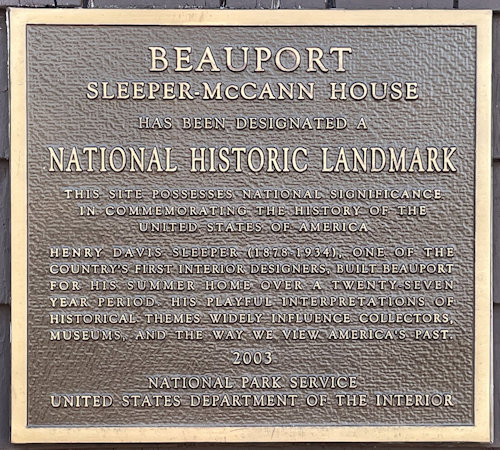 BEAUPORT
SLEEPER-MCCANN HOUSE
HAS BEEN DESIGNATED A
NATIONAL HISTORIC LANDMARK
THIS SITE POSSESSES NATIONAL SIGNIFICANCE
IN COMMEMORATING THE HISTORY OF THE
UNITED STATES OF AMERICA
HENRY DAVIS SLEEPER (1878-1934), ONE OF THE
COUNTRY'S FIRST INTERIOR DESIGNERS, BUILT BEAUPORT
FOR HIS SUMMER HOME OVER A TWENTY-SEVEN
YEAR PERIOD. HIS PLAYFUL INTERPRETATIONS OF
HISTORICAL THEMES WIDELY INFLUENCE COLLECTORS,
MUSEUMS, AND THE WAY WE VIEW AMERICA'S PAST.
2003
NATIONAL PARK SERVICE
UNITED STATES DEPARTMENT OF THE INTERIOR